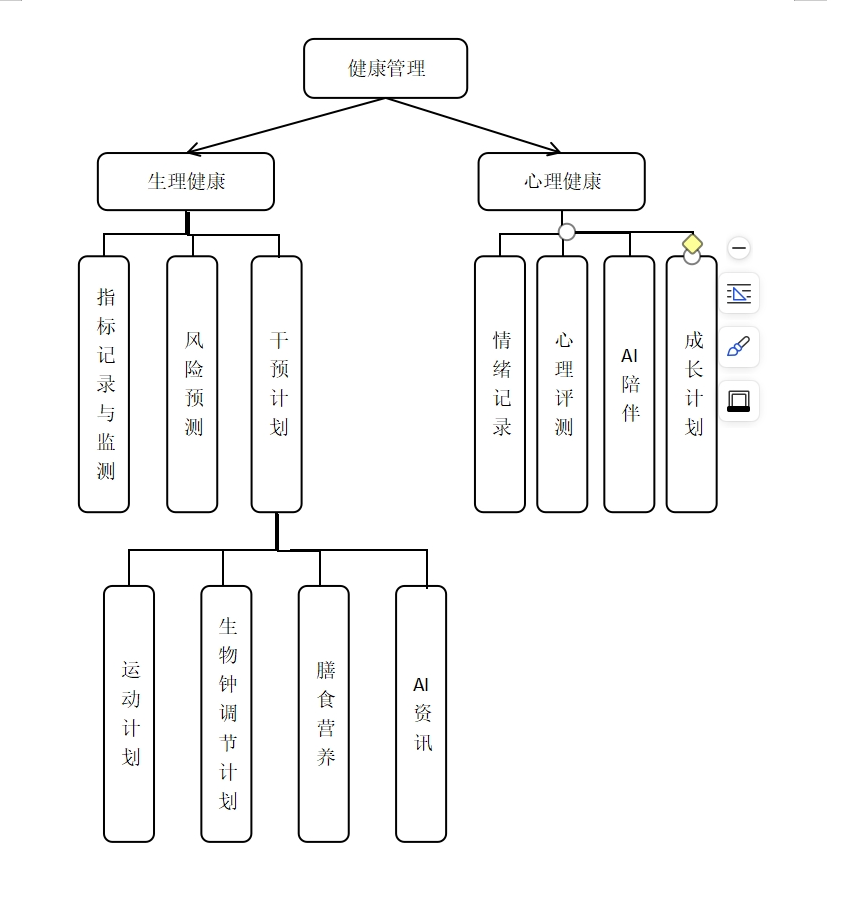 健康管理
生理健康
心理健康
指标记录与监测
风险预测
干预计划
情绪记录
心理评测
AI陪伴
成长计划
运动计划
生物钟调节计划
膳食营养
AI资讯